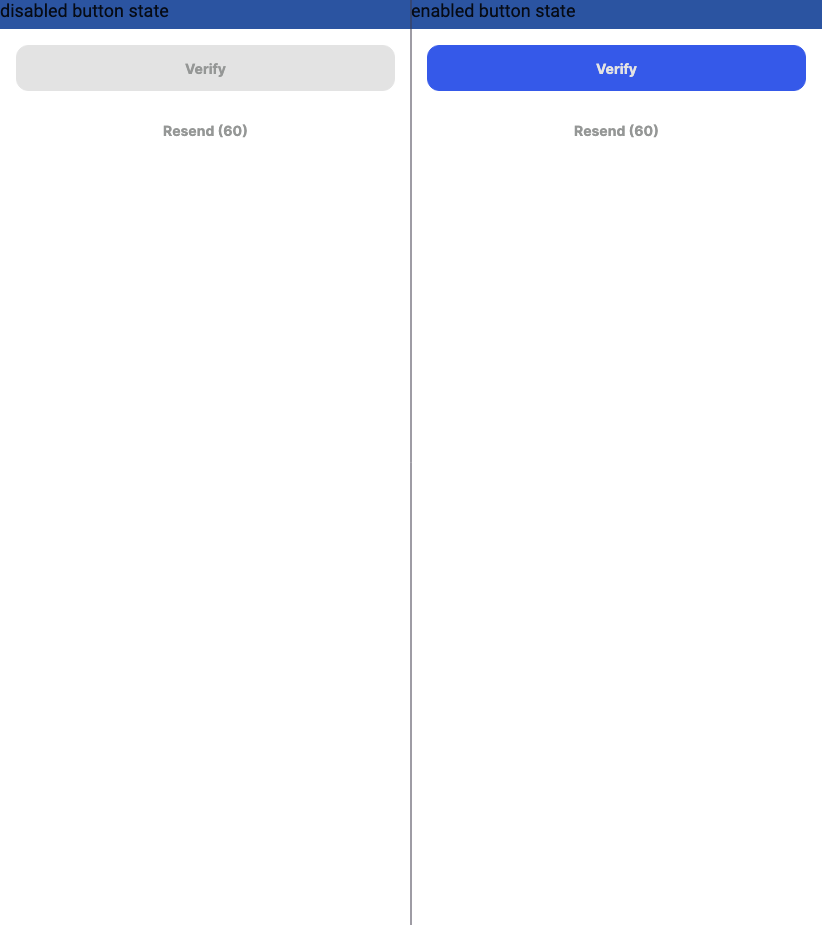 disabled button state
Verify
Resend (60)
enabled button state
Verify
Resend (60)